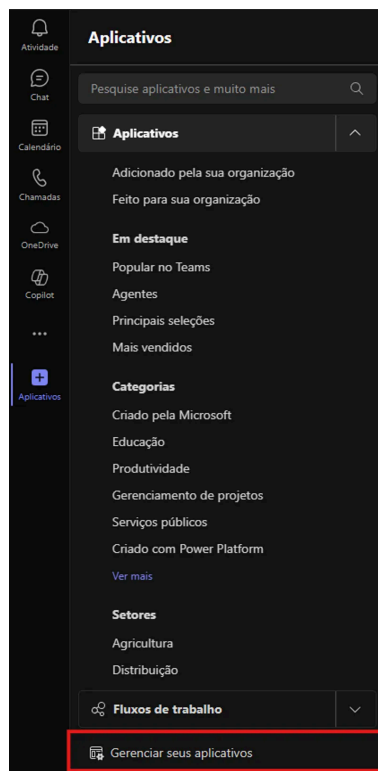 Atividade
Chat
Calendário
Chamadas
OneDrive
Copilot
Aplicativos
Aplicativos
Pesquise aplicativos e muito mais
Aplicativos
Adicionado pela sua organização
Feito para sua organização
Em destaque
Popular no Teams
Agentes
Principais seleções
Mais vendidos
Categorias
Criado pela Microsoft
Educação
Produtividade
Gerenciamento de projetos
Serviços públicos
Criado com Power Platform
Ver mais
Setores
Agricultura
Distribuição
Fluxos de trabalho
Gerenciar seus aplicativos